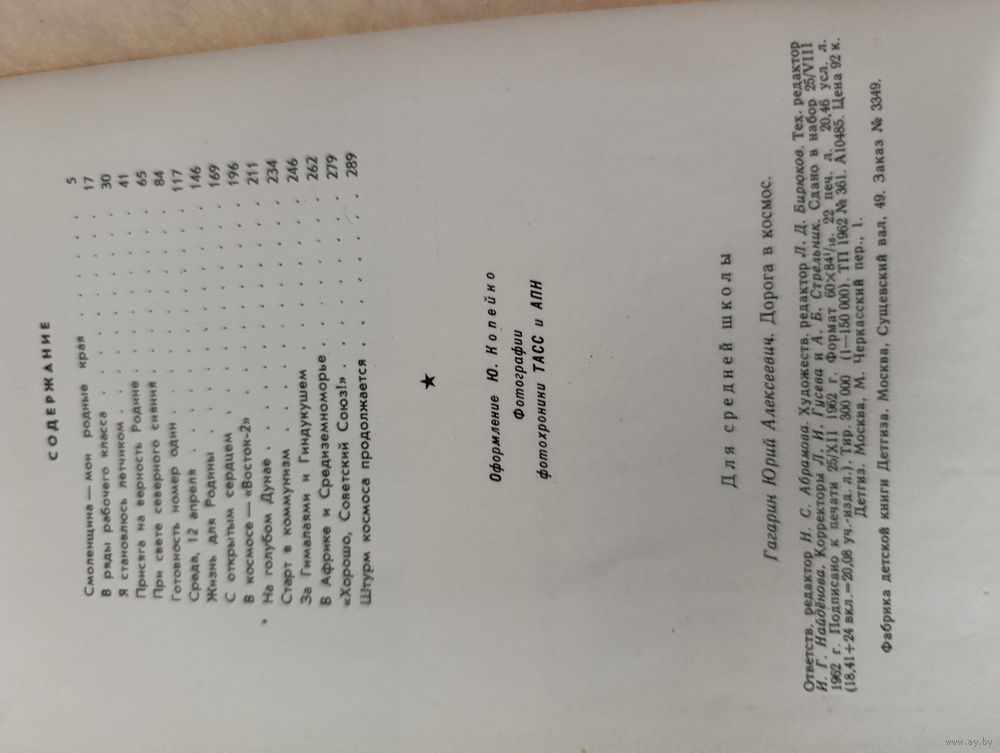 СОДЕРЖАНИЕ
Смоленщина — мои родные края . . . . . 5
В ряды рабочего класса . . . . . . . . 17
Я становлюсь летчиком . . . . . . . . 30
Присяга на верность Родине . . . . . . . 41
При свете северного сияния . . . . . . . 65
Готовность номер один . . . . . . . . 84
Среда, 12 апреля . . . . . . . . . . 117
Жизнь для Родины . . . . . . . . . 146
С открытым сердцем . . . . . . . . . 169
В космосе — «Восток-2» . . . . . . . . 196
На голубом Дунае . . . . . . . . . . 211
Старт в коммунизм . . . . . . . . . 234
За Гималаями и Гиндукушем . . . . . . . 246
В Африке и Средиземноморье . . . . . . . 262
«Хорошо, Советский Союз!» . . . . . . . 279
Штурм космоса продолжается . . . . . . . 289
★
Оформление Ю. Копейно
Фотографии
фотохроники ТАСС и АПН
Для средней школы
Гагарин Юрий Алексеевич. Дорога в космос.
Ответств. редактор Н. С. Абрамова. Художеств. редактор Л. Д. Бирюков. Тех. редактор
И. Г. Найдёнова. Корректоры Л. И. Гусева и А. Б. Стрельник. Сдано в набор 25/VIII
1962 г. Подписано к печати 25/XII 1962 г. Формат 60×84¹/₁₆. 22 печ. л. 20,46 усл. л.
(18,41+24 вкл.=20,08 уч.-изд. л.). Тир. 300 000 (1—150 000). ТП 1962 № 361. А10485. Цена 92 к.
Детгиз. Москва, М. Черкасский пер., 1.
Фабрика детской книги Детгиза. Москва, Сущевский вал, 49. Заказ № 3349.
www.ay.by